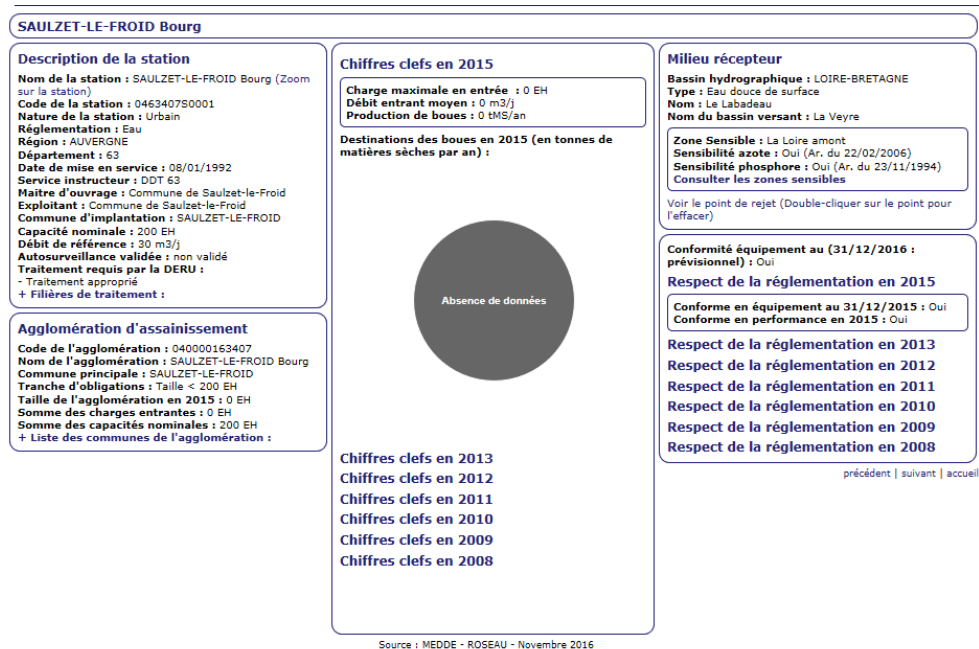 SAULZET-LE-FROID Bourg
Description de la station
Nom de la station : SAULZET-LE-FROID Bourg (Zoom
sur la station)
Code de la station : 0463407S0001
Nature de la station : Urbain
Réglementation : Eau
Région : AUVERGNE
Département : 63
Date de mise en service : 08/01/1992
Service instructeur : DDT 63
Maitre d'ouvrage : Commune de Saulzet-le-Froid
Exploitant : Commune de Saulzet-le-Froid
Commune d'implantation : SAULZET-LE-FROID
Capacité nominale : 200 EH
Débit de référence : 30 m3/j
Autosurveillance validée : non validé
Traitement requis par la DERU :
- Traitement approprié
+ Filières de traitement :
Agglomération d'assainissement
Code de l'agglomération : 040000163407
Nom de l'agglomération : SAULZET-LE-FROID Bourg
Commune principale : SAULZET-LE-FROID
Tranche d'obligations : Taille < 200 EH
Taille de l'agglomération en 2015 : 0 EH
Somme des charges entrantes : 0 EH
Somme des capacités nominales : 200 EH
+ Liste des communes de l'agglomération :
Chiffres clefs en 2015
Charge maximale en entrée : 0 EH
Débit entrant moyen : 0 m3/j
Production de boues : 0 tMS/an
Destinations des boues en 2015 (en tonnes de
matières sèches par an) :
Absence de données
Chiffres clefs en 2013
Chiffres clefs en 2012
Chiffres clefs en 2011
Chiffres clefs en 2010
Chiffres clefs en 2009
Chiffres clefs en 2008
Milieu récepteur
Bassin hydrographique : LOIRE-BRETAGNE
Type : Eau douce de surface
Nom : Le Labadeau
Nom du bassin versant : La Veyre
Zone Sensible : La Loire amont
Sensibilité azote : Oui (Ar. du 22/02/2006)
Sensibilité phosphore : Oui (Ar. du 23/11/1994)
Consulter les zones sensibles
Voir le point de rejet (Double-cliquer sur le point pour
l'effacer)
Conformité équipement au (31/12/2016 :
prévisionnel) : Oui
Respect de la réglementation en 2015
Conforme en équipement au 31/12/2015 : Oui
Conforme en performance en 2015 : Oui
Respect de la réglementation en 2013
Respect de la réglementation en 2012
Respect de la réglementation en 2011
Respect de la réglementation en 2010
Respect de la réglementation en 2009
Respect de la réglementation en 2008
précédent | suivant | accueil
Source : MEDDE - ROSEAU - Novembre 2016